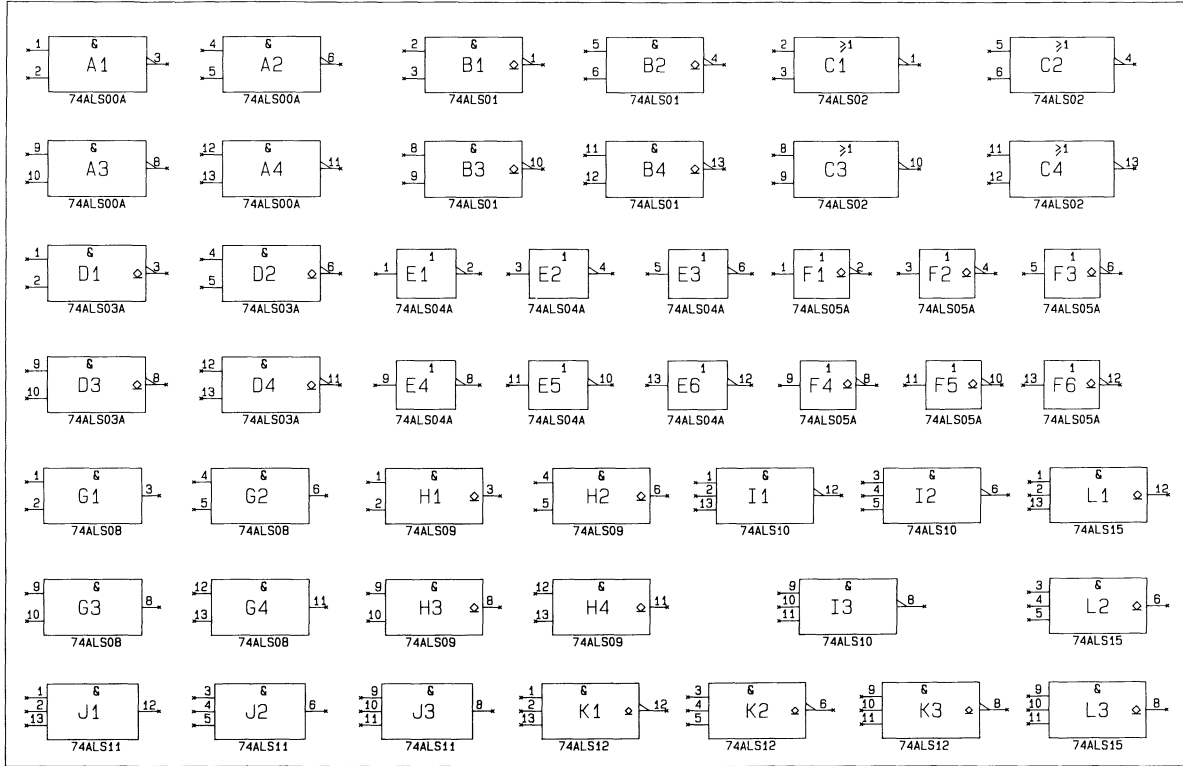 1 & 3 4 & 6 2 & 1 5 & 4 2 ≥1 1 5 ≥1 4
2 A1 5 A2 3 B1 6 B2 3 C1 6 C2
74ALS00A 74ALS00A 74ALS01 74ALS01 74ALS02 74ALS02
9 & 8 12 & 11 8 & 10 11 & 13 8 ≥1 10 11 ≥1 13
10 A3 13 A4 9 B3 12 B4 9 C3 12 C4
74ALS00A 74ALS00A 74ALS01 74ALS01 74ALS02 74ALS02
1 & 3 4 & 6 1 1 2 3 1 4 5 1 6 1 1 2 3 1 4 5 1 6
2 D1 5 D2 E1 E2 E3 F1 F2 F3
74ALS03A 74ALS03A 74ALS04A 74ALS04A 74ALS04A 74ALS05A 74ALS05A 74ALS05A
9 & 8 12 & 11 9 1 8 11 1 10 13 1 12 9 1 8 11 1 10 13 1 12
10 D3 13 D4 E4 E5 E6 F4 F5 F6
74ALS03A 74ALS03A 74ALS04A 74ALS04A 74ALS04A 74ALS05A 74ALS05A 74ALS05A
1 & 3 4 & 6 1 & 3 4 & 6 1 & 12 3 & 6 1 & 12
2 G1 5 G2 2 H1 5 H2 2 I1 4 I2 2 L1
13 5 13
74ALS08 74ALS08 74ALS09 74ALS09 74ALS10 74ALS10 74ALS15
9 & 8 12 & 11 9 & 8 12 & 11 9 & 8 3 & 6
10 G3 13 G4 10 H3 13 H4 10 I3 4 L2
11 5
74ALS08 74ALS08 74ALS09 74ALS09 74ALS10 74ALS15
1 & 12 3 & 6 9 & 8 1 & 12 3 & 6 9 & 8 9 & 8
2 J1 4 J2 10 J3 2 K1 4 K2 10 K3 10 L3
13 5 11 13 5 11 11
74ALS11 74ALS11 74ALS11 74ALS12 74ALS12 74ALS12 74ALS15